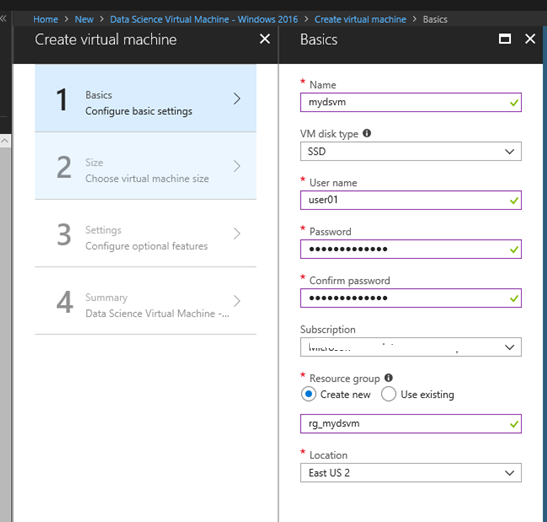 Home > New > Data Science Virtual Machine - Windows 2016 > Create virtual machine > Basics
Create virtual machine
1
Basics
Configure basic settings
2
Size
Choose virtual machine size
3
Settings
Configure optional features
4
Summary
Data Science Virtual Machine -...
Basics
* Name
mydsvm
VM disk type
SSD
* User name
user01
* Password
•••••••••••••
* Confirm password
•••••••••••••
Subscription
* Resource group
Create new Use existing
rg_mydsvm
* Location
East US 2